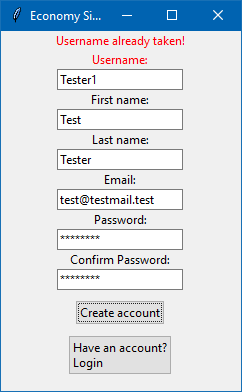 Economy Si...
Username already taken!
Username:
Tester1
First name:
Test
Last name:
Tester
Email:
test@testmail.test
Password:
********
Confirm Password:
********
Create account
Have an account?
Login